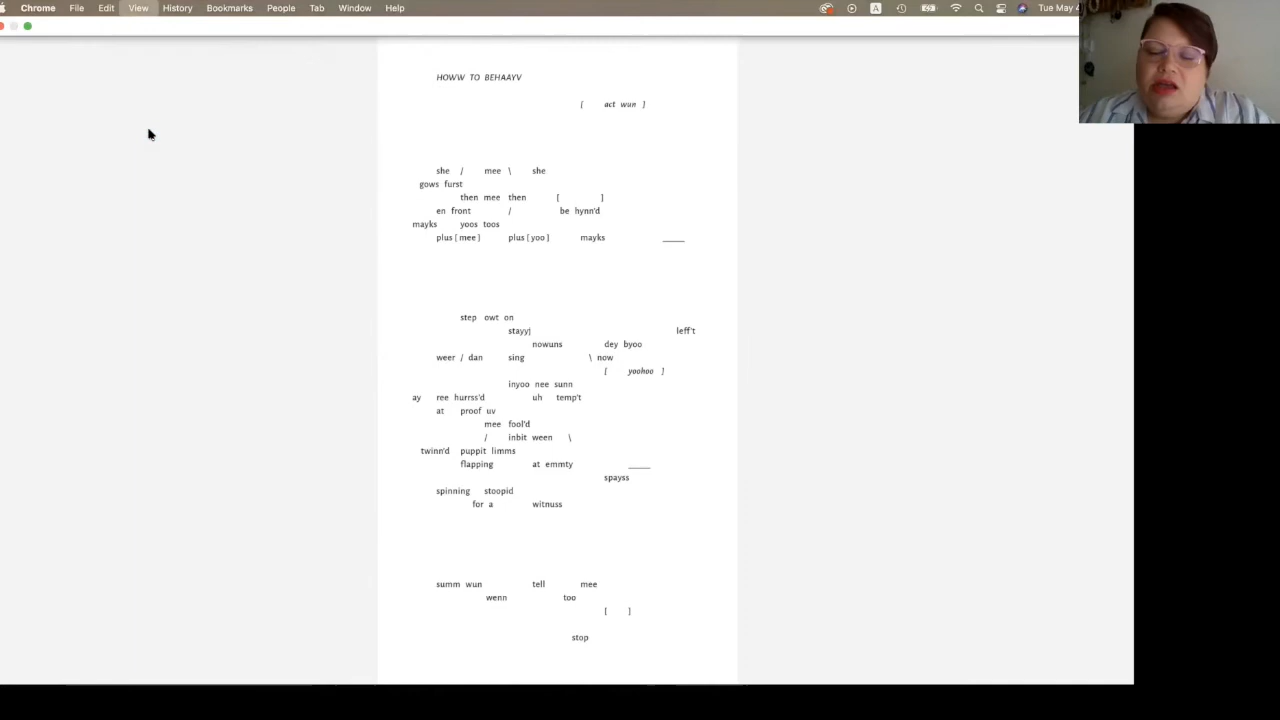 Chrome File Edit View History Bookmarks People Tab Window Help A Tue May
HOWW TO BEHAAYV
[ act wun ]
she / mee \ she
gows furst
then mee then [ ]
en front / be hynn'd
mayks yoos toos
plus [ mee ] plus [ yoo ] mayks ____
step owt on
stayyj leff't
nowuns dey byoo
weer / dan sing \ now
[ yoohoo ]
inyoo nee sunn
ay ree hurrss'd uh temp't
at proof uv
mee fool'd
/ inbit ween \
twinn'd puppit limms
flapping at emmty ____
spayss
spinning stoopid
for a witnuss
summ wun tell mee
wenn too
[ ]
stop